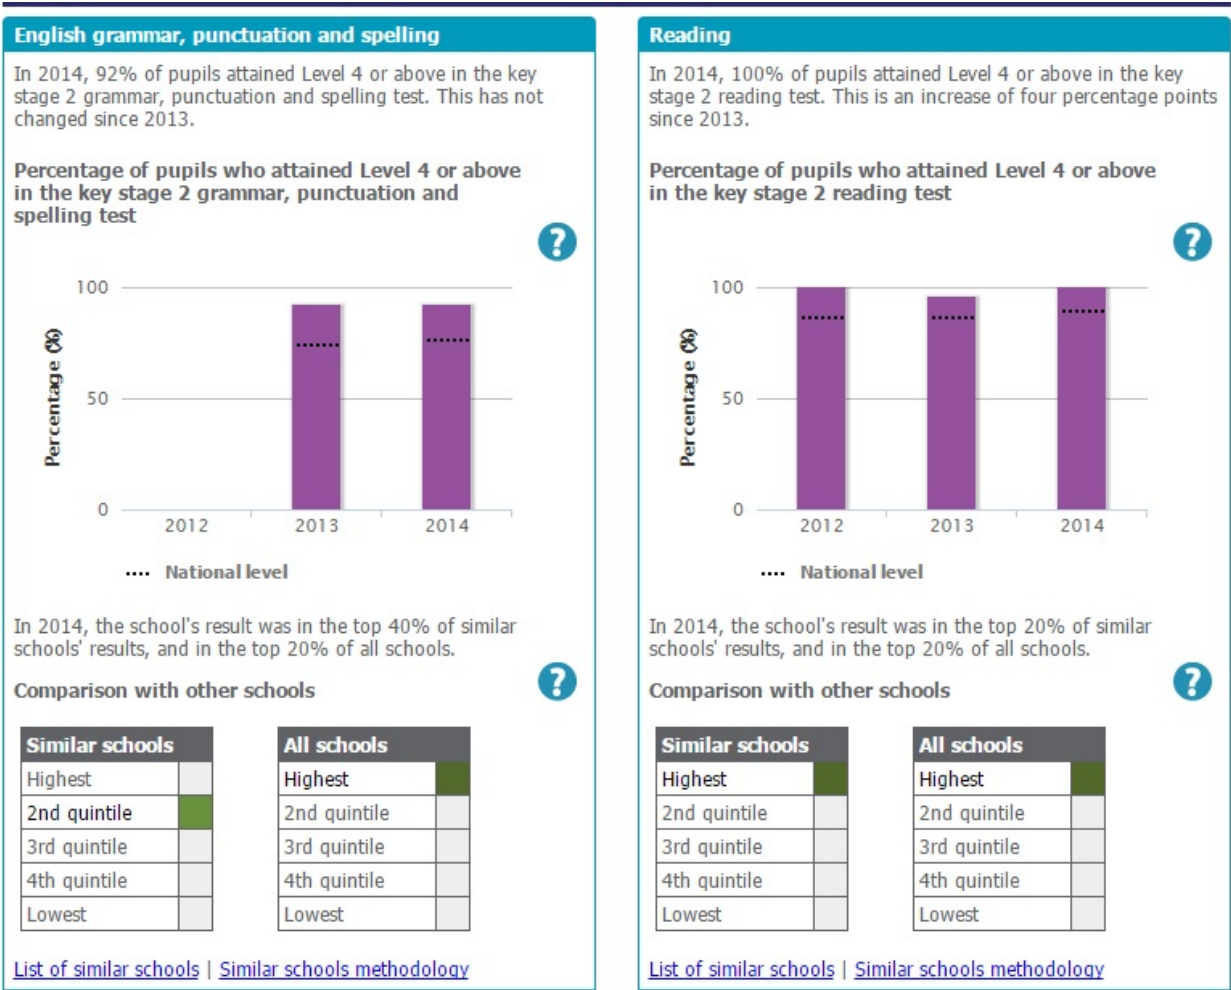 English grammar, punctuation and spelling
In 2014, 92% of pupils attained Level 4 or above in the key
stage 2 grammar, punctuation and spelling test. This has not
changed since 2013.
Percentage of pupils who attained Level 4 or above
in the key stage 2 grammar, punctuation and
spelling test
?
100
50
0
Percentage (%)
2012 2013 2014
National level
In 2014, the school's result was in the top 40% of similar
schools' results, and in the top 20% of all schools.
Comparison with other schools
?
Similar schools
Highest
2nd quintile
3rd quintile
4th quintile
Lowest
All schools
Highest
2nd quintile
3rd quintile
4th quintile
Lowest
List of similar schools | Similar schools methodology
Reading
In 2014, 100% of pupils attained Level 4 or above in the key
stage 2 reading test. This is an increase of four percentage points
since 2013.
Percentage of pupils who attained Level 4 or above
in the key stage 2 reading test
?
100
50
0
Percentage (%)
2012 2013 2014
National level
In 2014, the school's result was in the top 20% of similar
schools' results, and in the top 20% of all schools.
Comparison with other schools
?
Similar schools
Highest
2nd quintile
3rd quintile
4th quintile
Lowest
All schools
Highest
2nd quintile
3rd quintile
4th quintile
Lowest
List of similar schools | Similar schools methodology